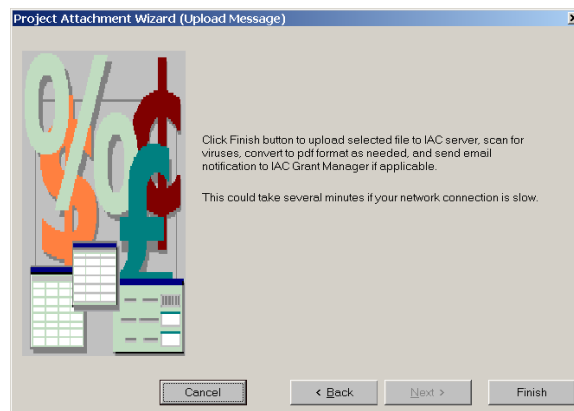 Project Attachment Wizard (Upload Message)
Click Finish button to upload selected file to IAC server, scan for
viruses, convert to pdf format as needed, and send email
notification to IAC Grant Manager if applicable.
This could take several minutes if your network connection is slow.
Cancel
< Back
Next >
Finish